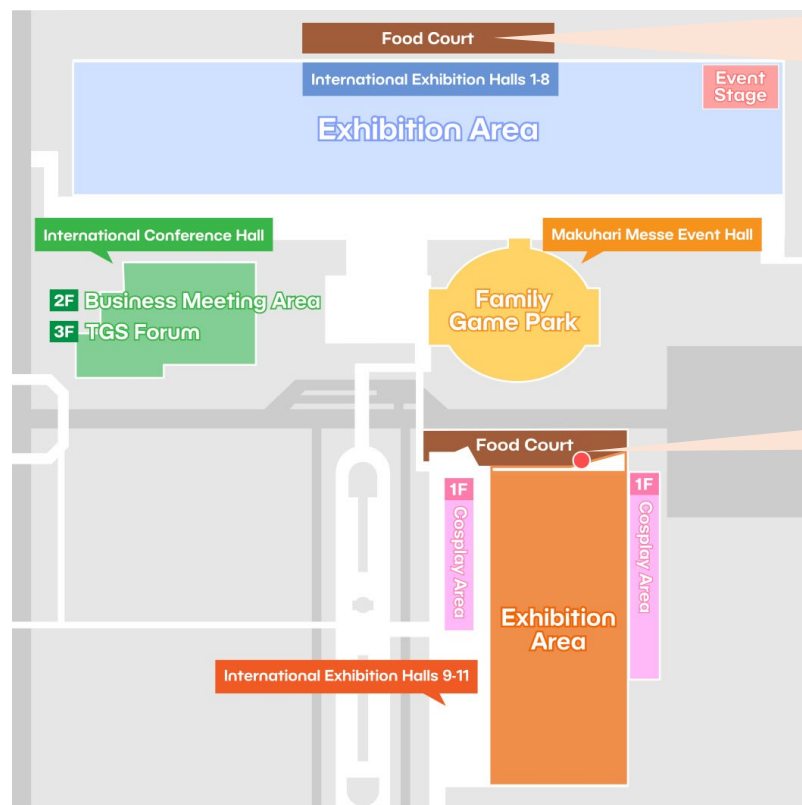 Food Court
International Exhibition Halls 1-8
Event
Stage
Exhibition Area
International Conference Hall
Makuhari Messe Event Hall
2F Business Meeting Area
3F TGS Forum
Family
Game Park
Food Court
1F
Cosplay Area
1F
Cosplay Area
Exhibition
Area
International Exhibition Halls 9-11